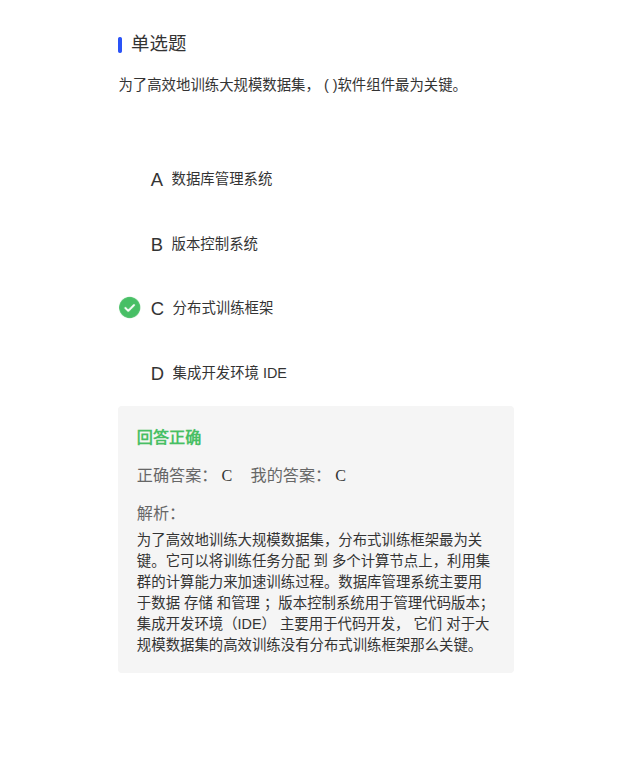 单选题
为了高效地训练大规模数据集， ( )软件组件最为关键。
A 数据库管理系统
B 版本控制系统
C 分布式训练框架
D 集成开发环境 IDE
回答正确
正确答案： C 我的答案： C
解析：
为了高效地训练大规模数据集，分布式训练框架最为关
键。它可以将训练任务分配 到 多个计算节点上，利用集
群的计算能力来加速训练过程。数据库管理系统主要用
于数据 存储 和管理 ；版本控制系统用于管理代码版本；
集成开发环境（IDE） 主要用于代码开发， 它们 对于大
规模数据集的高效训练没有分布式训练框架那么关键。